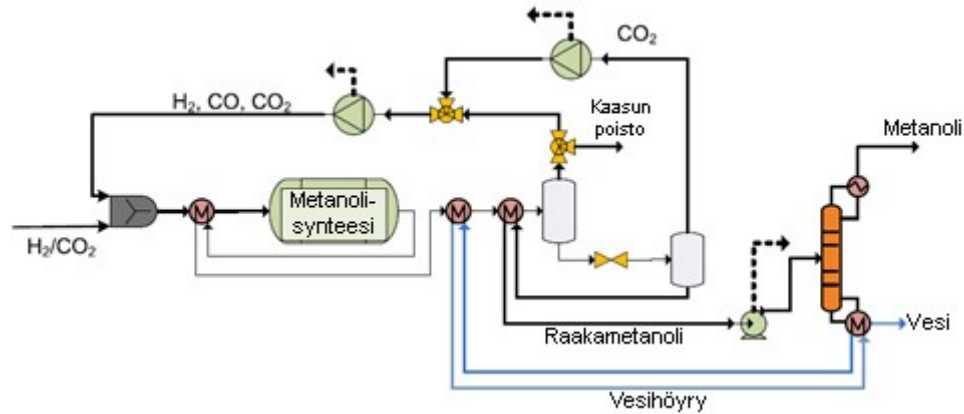 CO₂
H₂, CO, CO₂
Kaasun
poisto
Metanoli
Metanoli-
synteesi
M
M
M
H₂/CO₂
Raakametanoli
M
Vesi
Vesihöyry